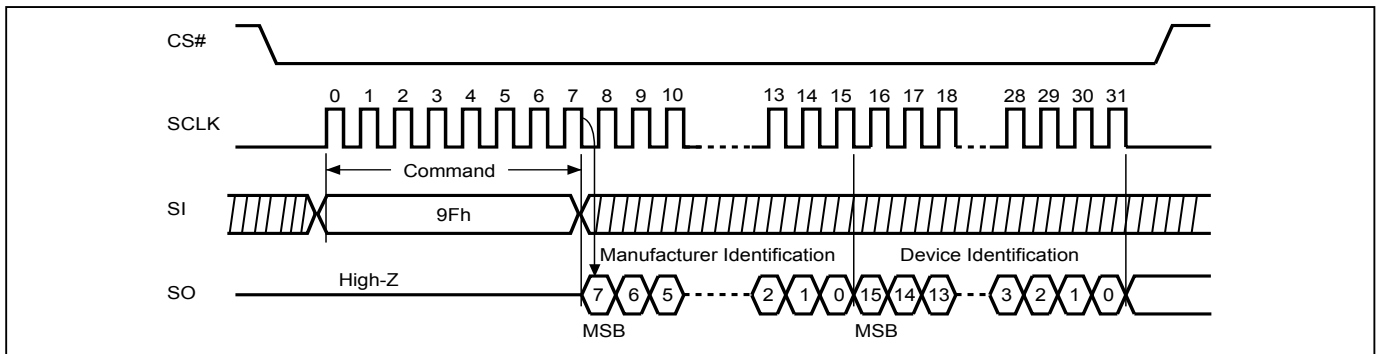 CS#
0 1 2 3 4 5 6 7 8 9 10 13 14 15 16 17 18 28 29 30 31
SCLK
Command
SI
9Fh
Manufacturer Identification Device Identification
High-Z
SO
7 6 5 2 1 0 15 14 13 3 2 1 0
MSB MSB